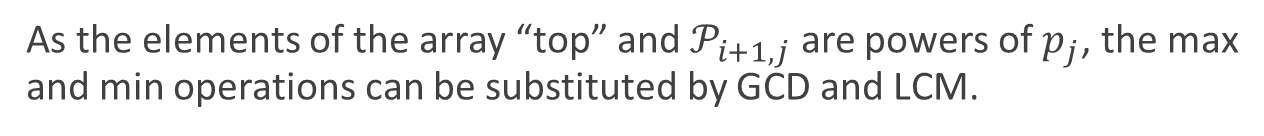 As the elements of the array “top” and 𝒫ᵢ₊₁,ⱼ are powers of pⱼ, the max
and min operations can be substituted by GCD and LCM.